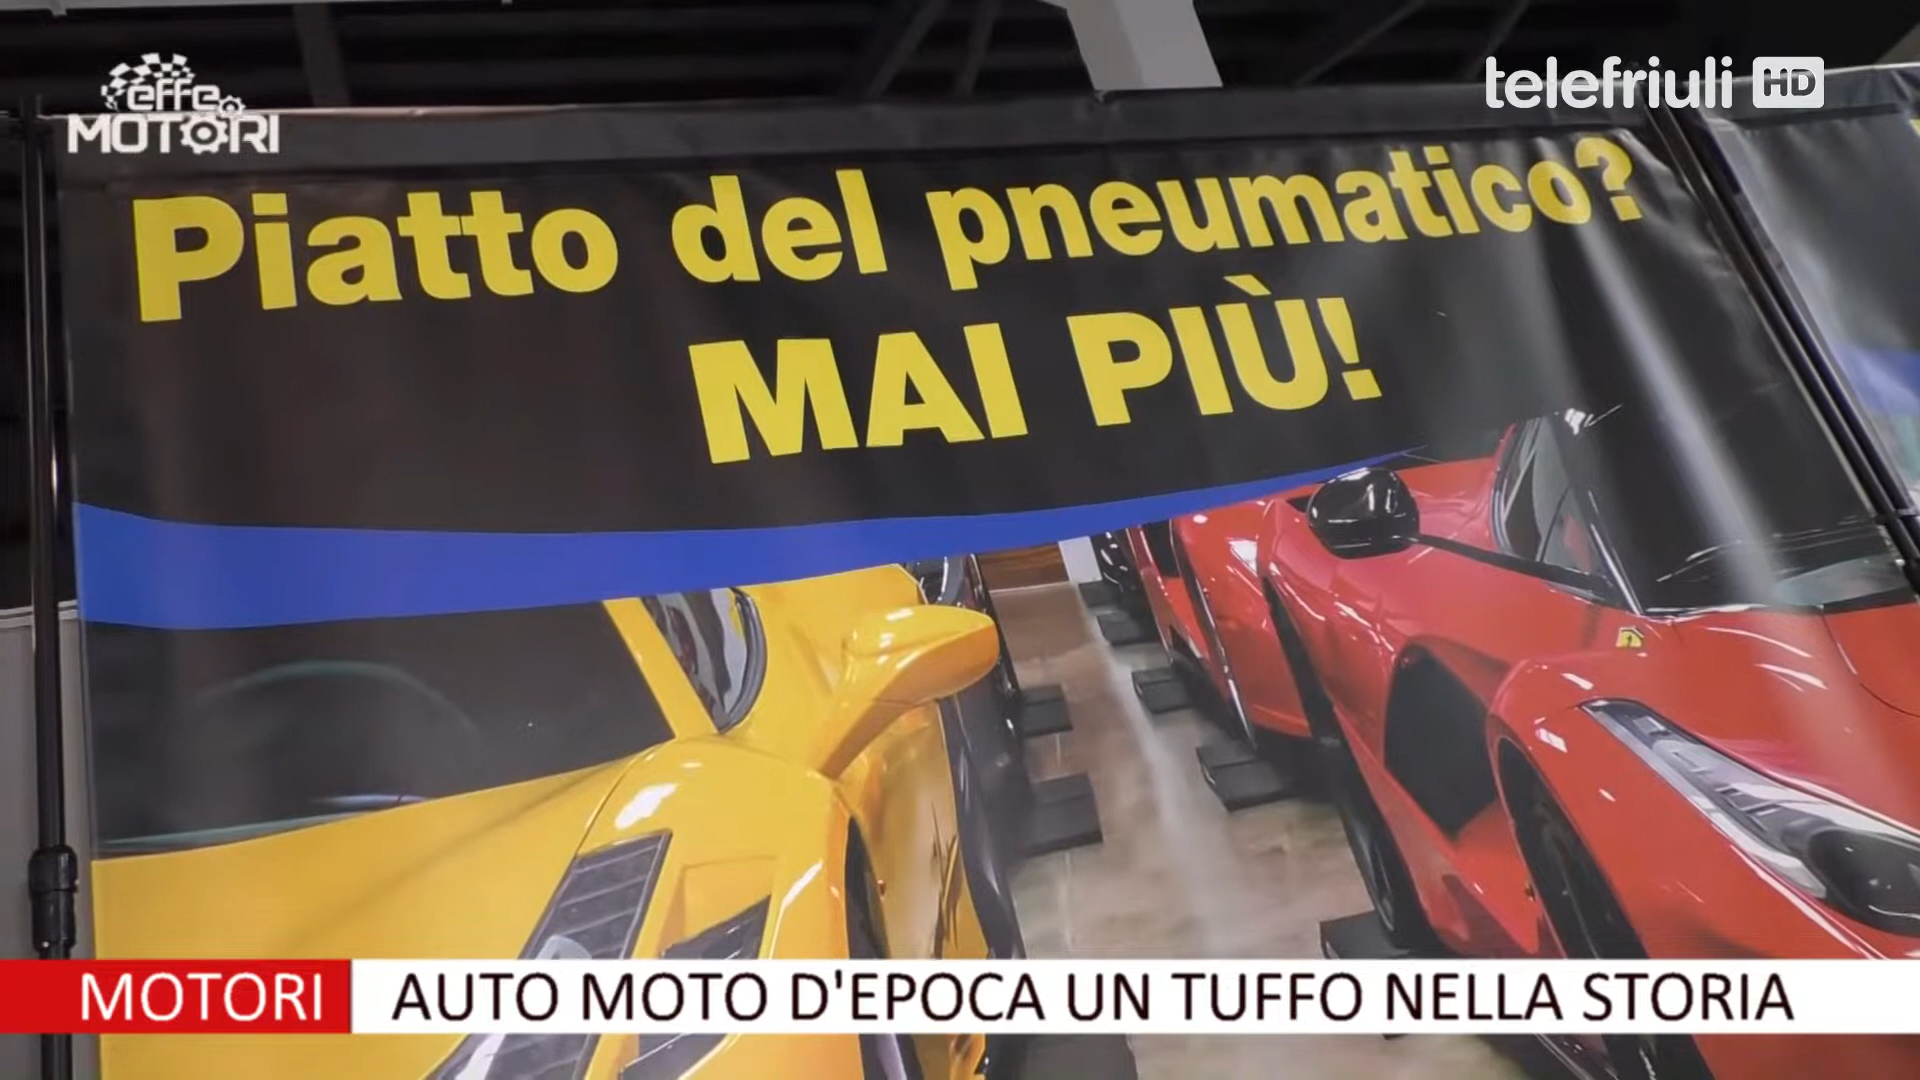 effe
MOTORI
telefriuli HD
Piatto del pneumatico?
MAI PIÙ!
MOTORI
AUTO MOTO D'EPOCA UN TUFFO NELLA STORIA